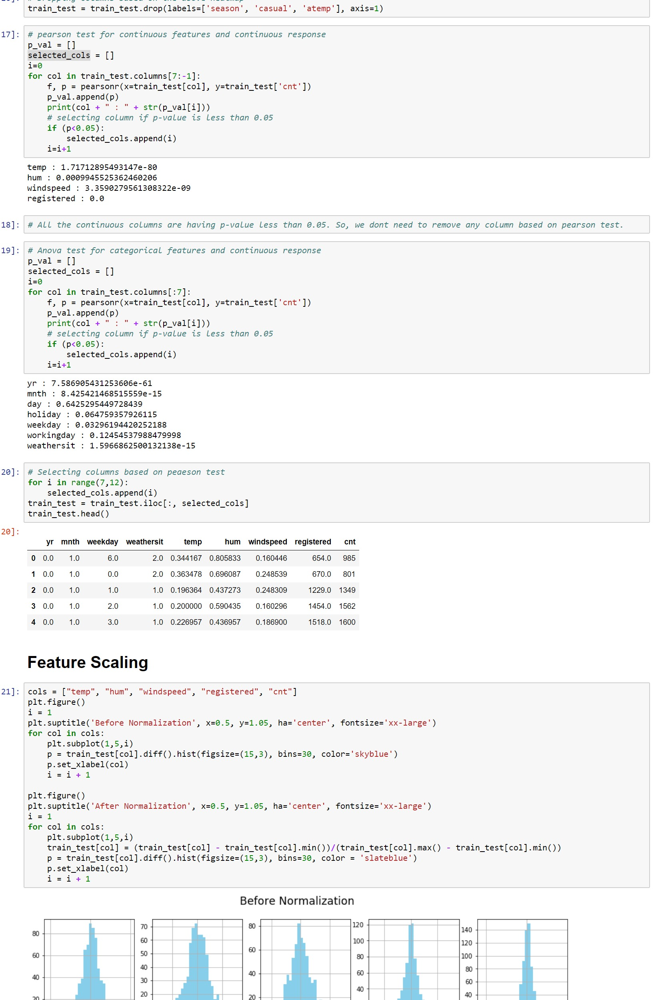 # Dropping columns based on the above heatmap
train_test = train_test.drop(labels=['season', 'casual', 'atemp'], axis=1)
17]:
# pearson test for continuous features and continuous response
p_val = []
selected_cols = []
i=0
for col in train_test.columns[7:-1]:
    f, p = pearsonr(x=train_test[col], y=train_test['cnt'])
    p_val.append(p)
    print(col + " : " + str(p_val[i]))
    # selecting column if p-value is less than 0.05
    if (p<0.05):
        selected_cols.append(i)
    i=i+1
temp : 1.71712895493147e-80
hum : 0.0009945525362460206
windspeed : 3.3590279561308322e-09
registered : 0.0
18]:
# All the continuous columns are having p-value less than 0.05. So, we dont need to remove any column based on pearson test.
19]:
# Anova test for categorical features and continuous response
p_val = []
selected_cols = []
i=0
for col in train_test.columns[:7]:
    f, p = pearsonr(x=train_test[col], y=train_test['cnt'])
    p_val.append(p)
    print(col + " : " + str(p_val[i]))
    # selecting column if p-value is less than 0.05
    if (p<0.05):
        selected_cols.append(i)
    i=i+1
yr : 7.586905431253606e-61
mnth : 8.425421468515559e-15
day : 0.6425295449728439
holiday : 0.064759357926115
weekday : 0.03296194420252188
workingday : 0.12454537988479998
weathersit : 1.5966862500132138e-15
20]:
# Selecting columns based on peaeson test
for i in range(7,12):
    selected_cols.append(i)
train_test = train_test.iloc[:, selected_cols]
train_test.head()
20]:
yr mnth weekday weathersit temp hum windspeed registered cnt
0 0.0 1.0 6.0 2.0 0.344167 0.805833 0.160446 654.0 985
1 0.0 1.0 0.0 2.0 0.363478 0.696087 0.248539 670.0 801
2 0.0 1.0 1.0 1.0 0.196364 0.437273 0.248309 1229.0 1349
3 0.0 1.0 2.0 1.0 0.200000 0.590435 0.160296 1454.0 1562
4 0.0 1.0 3.0 1.0 0.226957 0.436957 0.186900 1518.0 1600
Feature Scaling
21]:
cols = ["temp", "hum", "windspeed", "registered", "cnt"]
plt.figure()
i = 1
plt.suptitle('Before Normalization', x=0.5, y=1.05, ha='center', fontsize='xx-large')
for col in cols:
    plt.subplot(1,5,i)
    p = train_test[col].diff().hist(figsize=(15,3), bins=30, color='skyblue')
    p.set_xlabel(col)
    i = i + 1
plt.figure()
plt.suptitle('After Normalization', x=0.5, y=1.05, ha='center', fontsize='xx-large')
i = 1
for col in cols:
    plt.subplot(1,5,i)
    train_test[col] = (train_test[col] - train_test[col].min())/(train_test[col].max() - train_test[col].min())
    p = train_test[col].diff().hist(figsize=(15,3), bins=30, color = 'slateblue')
    p.set_xlabel(col)
    i = i + 1
Before Normalization
80
60
40
20
70
60
50
40
30
20
80
60
40
20
120
100
80
60
40
140
120
100
80
60
40